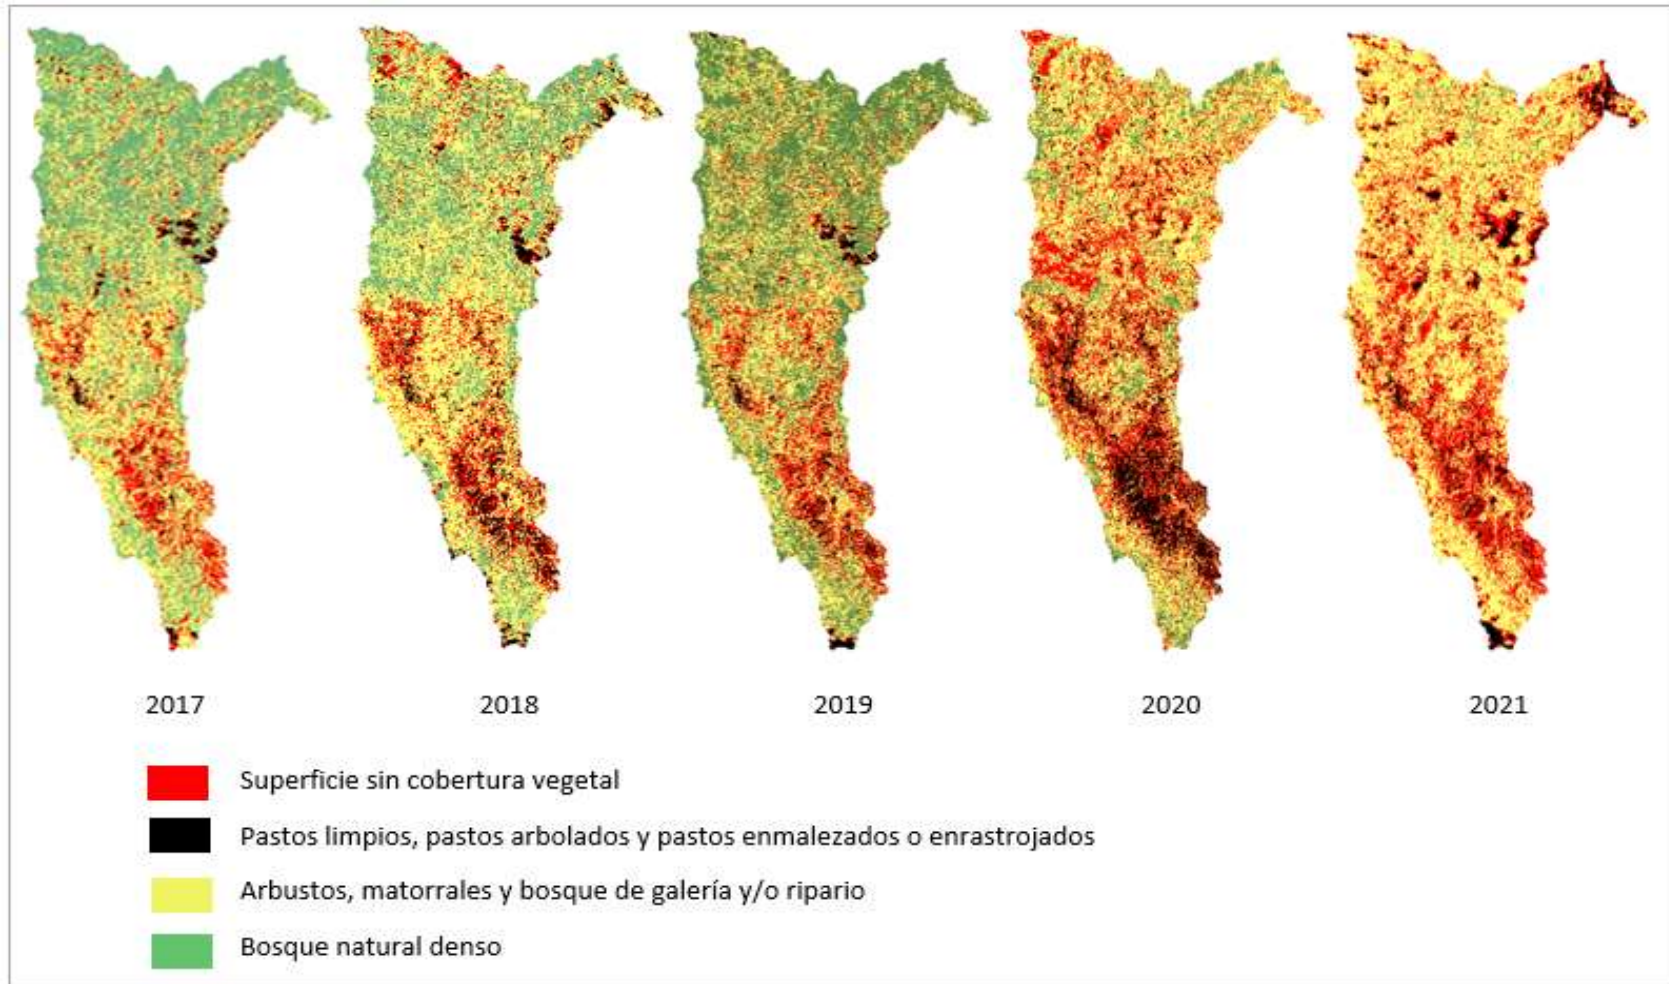 2017
2018
2019
2020
2021
Superficie sin cobertura vegetal
Pastos limpios, pastos arbolados y pastos enmalezados o enrastrojados
Arbustos, matorrales y bosque de galería y/o ripario
Bosque natural denso